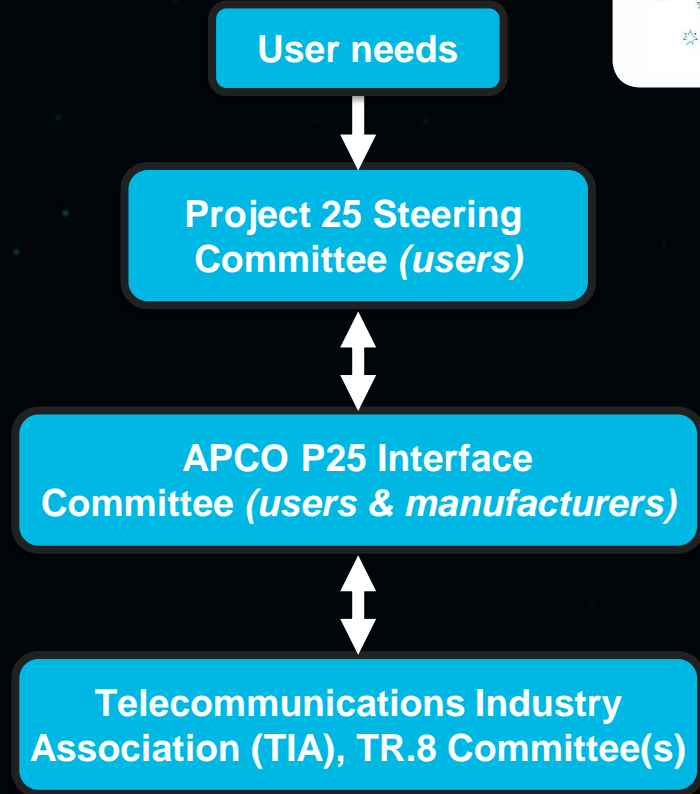 User needs
Project 25 Steering
Committee (users)
APCO P25 Interface
Committee (users & manufacturers)
Telecommunications Industry
Association (TIA), TR.8 Committee(s)